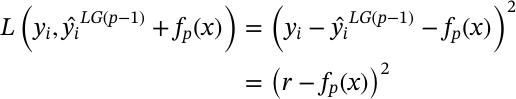 L(y_i, ŷ_i^{LG(p−1)} + f_p(x)) = (y_i − ŷ_i^{LG(p−1)} − f_p(x))^2
= (r − f_p(x))^2